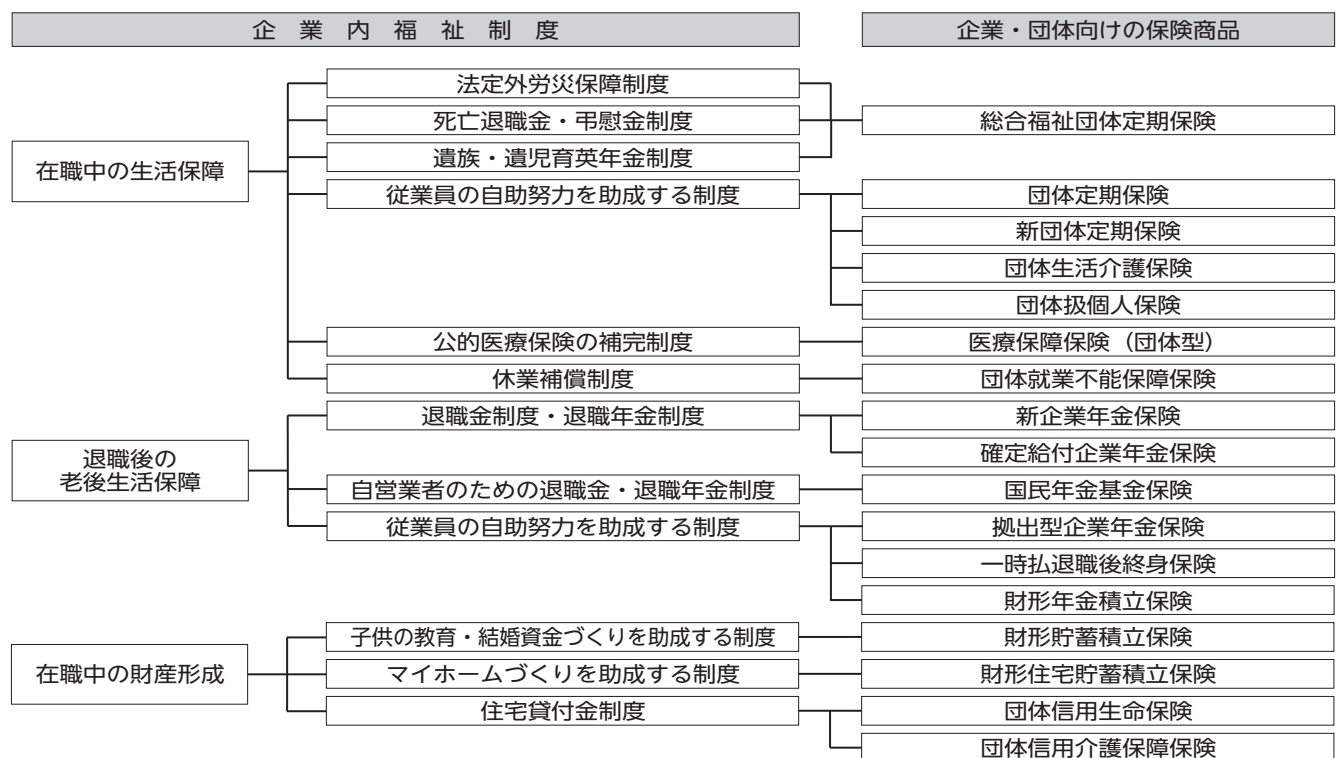 企業内福祉制度
企業・団体向けの保険商品
在職中の生活保障
法定外労災保障制度
死亡退職金・弔慰金制度
遺族・遺児育英年金制度
総合福祉団体定期保険
従業員の自助努力を助成する制度
団体定期保険
新団体定期保険
団体生活介護保険
団体扱個人保険
公的医療保険の補完制度
医療保障保険（団体型）
休業補償制度
団体就業不能保障保険
退職後の
老後生活保障
退職金制度・退職年金制度
新企業年金保険
確定給付企業年金保険
自営業者のための退職金・退職年金制度
国民年金基金保険
従業員の自助努力を助成する制度
拠出型企業年金保険
一時払退職後終身保険
財形年金積立保険
在職中の財産形成
子供の教育・結婚資金づくりを助成する制度
財形貯蓄積立保険
マイホームづくりを助成する制度
財形住宅貯蓄積立保険
住宅貸付金制度
団体信用生命保険
団体信用介護保障保険